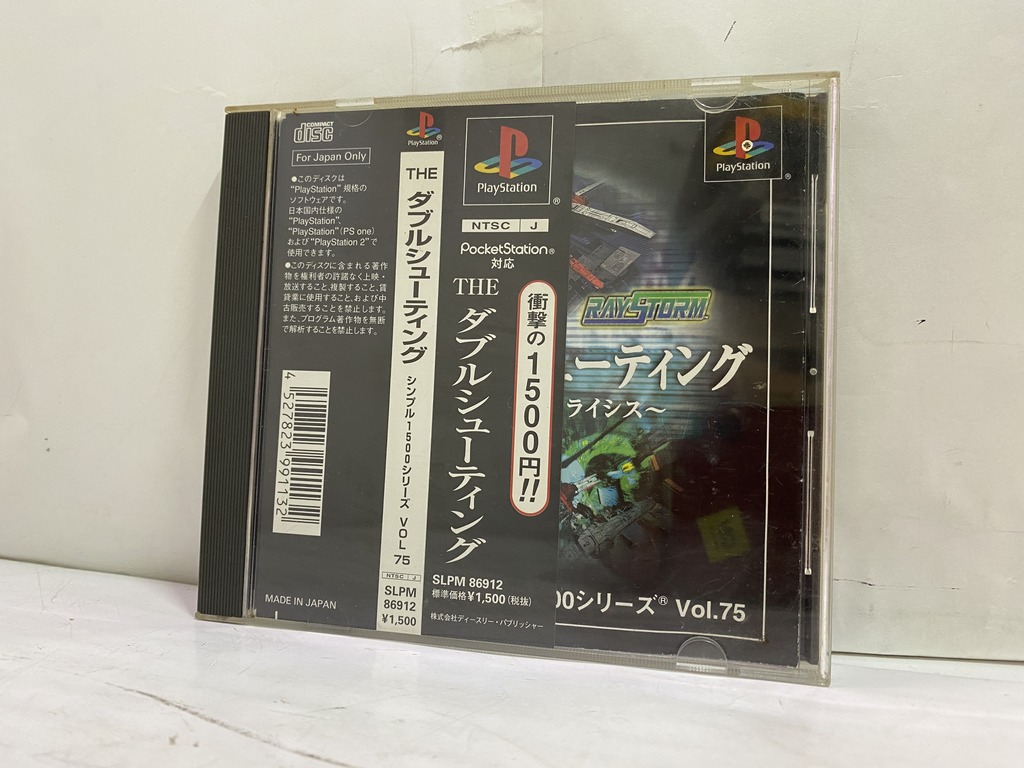 COMPACT
disc
For Japan Only
●このディスクは
"PlayStation" 規格の
ソフトウェアです。
日本国内仕様の
"PlayStation",
"PlayStation" (PS one)
および"PlayStation 2"で
使用できます。
●このディスクに含まれる著作
物を権利者の許諾なく上映・
放送すること、複製すること、賃
貸業に使用すること、および中
古販売することを禁止します。
また、プログラム著作物を無断
で解析することを禁止します。
4 527823 991132
MADE IN JAPAN
PlayStation
THE ダブルシューティング
シンプル1500シリーズ VOL 75
NTSC J
SLPM
86912
¥1,500
PlayStation®
NTSC J
PocketStation®
対応
THE ダブルシューティング
衝撃の1500円!!
SLPM 86912
標準価格¥1,500(税抜)
株式会社ディースリー・パブリッシャー
PlayStation®
RAYSTORM
ューティング
ライシス～
00シリーズ® Vol.75